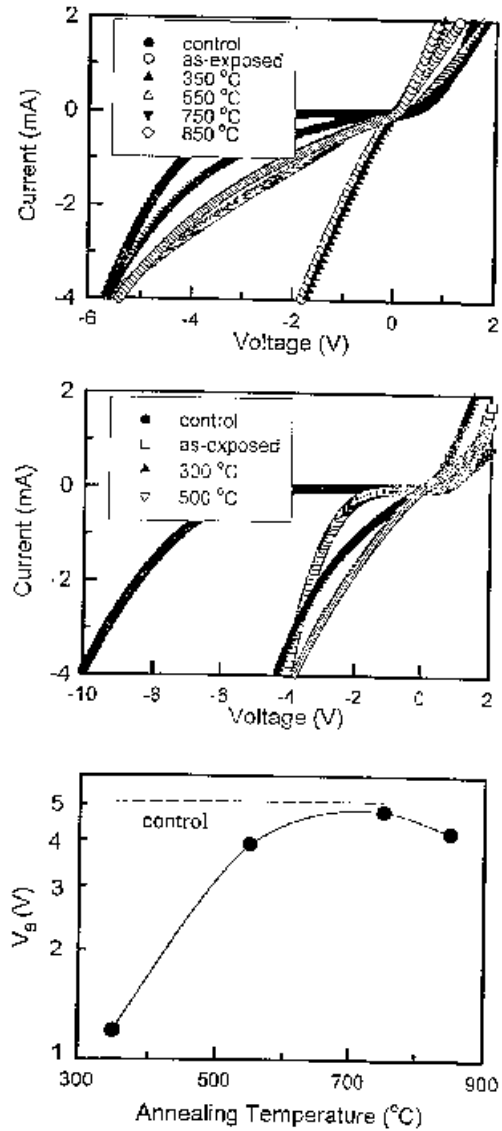 2
0
-2
-4
Current (mA)
control
as-exposed
350 °C
550 °C
750 °C
850 °C
-6
-4
-2
0
2
Voltage (V)
2
0
-2
-4
Current (mA)
control
as-exposed
300 °C
500 °C
-10
-8
-6
-4
-2
0
2
Voltage (V)
5
4
3
2
1
V_B (V)
control
300
500
700
900
Annealing Temperature (°C)